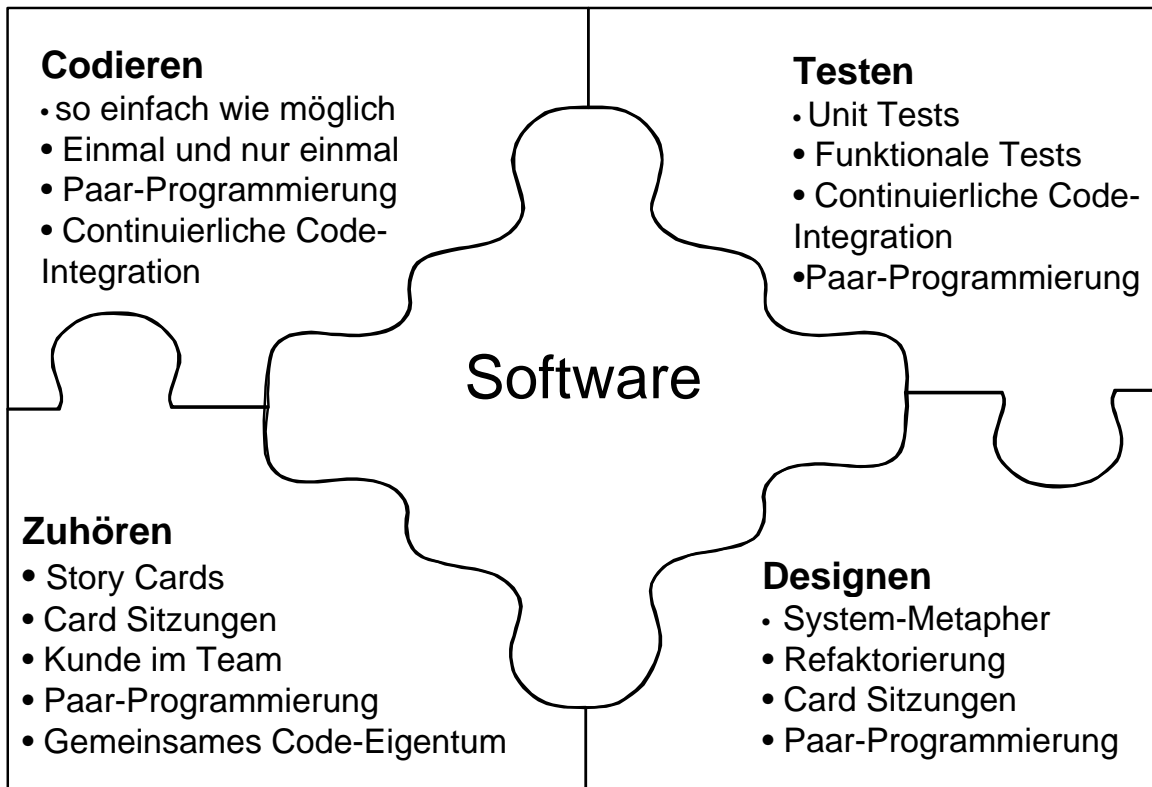 Codieren
• so einfach wie möglich
• Einmal und nur einmal
• Paar-Programmierung
• Continuierliche Code-
Integration
Testen
• Unit Tests
• Funktionale Tests
• Continuierliche Code-
Integration
•Paar-Programmierung
Software
Zuhören
• Story Cards
• Card Sitzungen
• Kunde im Team
• Paar-Programmierung
• Gemeinsames Code-Eigentum
Designen
• System-Metapher
• Refaktorierung
• Card Sitzungen
• Paar-Programmierung